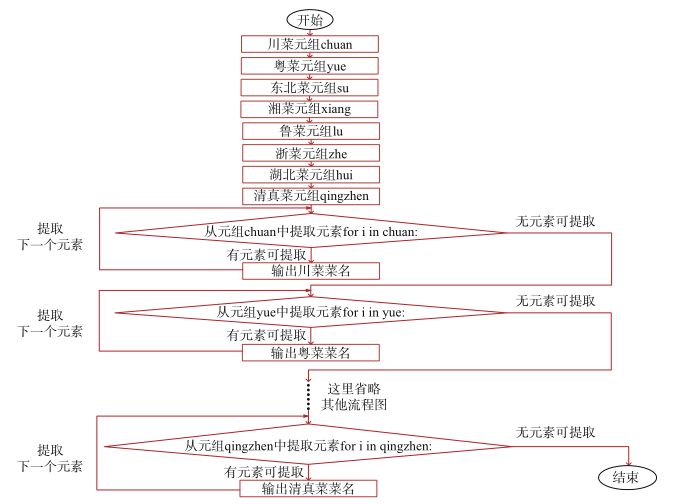 开始
川菜元组chuan
粤菜元组yue
东北菜元组su
湘菜元组xiang
鲁菜元组lu
浙菜元组zhe
湖北菜元组hui
清真菜元组qingzhen
提取
下一个元素
从元组chuan中提取元素for i in chuan:
无元素可提取
有元素可提取
输出川菜菜名
提取
下一个元素
从元组yue中提取元素for i in yue:
无元素可提取
有元素可提取
输出粤菜菜名
这里省略
其他流程图
提取
下一个元素
从元组qingzhen中提取元素for i in qingzhen:
无元素可提取
有元素可提取
输出清真菜菜名
结束